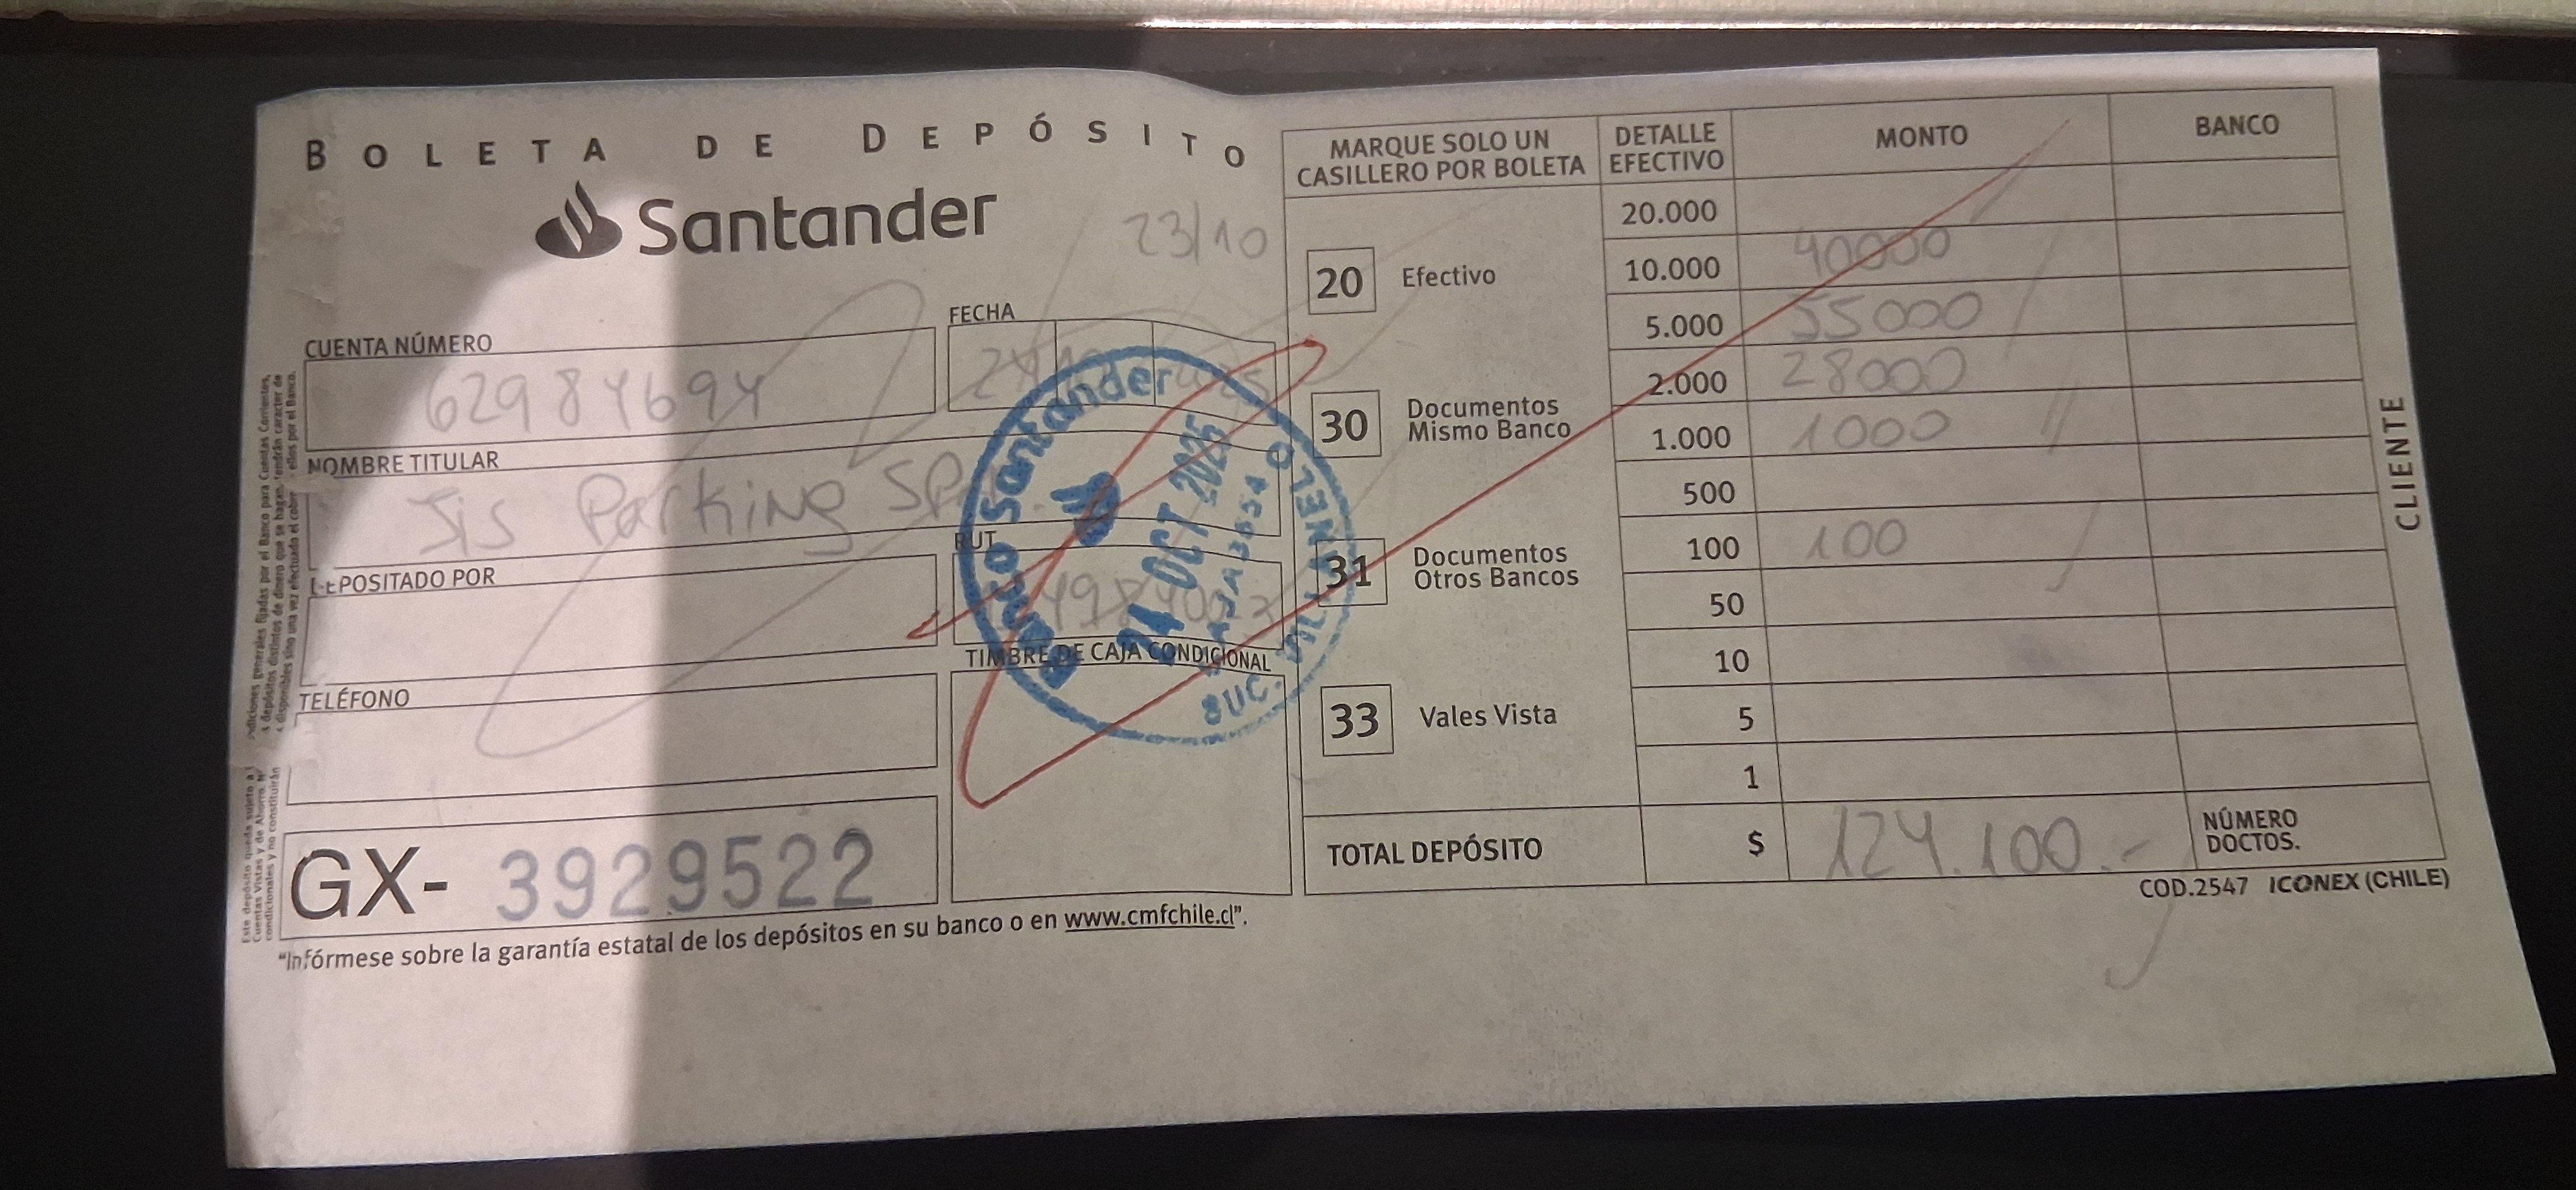 BOLETA DE DEPÓSITO
Santander
23/10
CUENTA NÚMERO
62984694
FECHA
NOMBRE TITULAR
Jis Parking SPA
DEPOSITADO POR
RUT
TELÉFONO
TIMBRE DE CAJA CONDICIONAL
Banco Santander
24 OCT 2025
SUC.
GX- 3929522
"Infórmese sobre la garantía estatal de los depósitos en su banco o en www.cmfchile.cl".
MARQUE SOLO UN CASILLERO POR BOLETA
20 Efectivo
30 Documentos Mismo Banco
31 Documentos Otros Bancos
33 Vales Vista
DETALLE EFECTIVO MONTO BANCO
20.000
10.000 40000
5.000 55000
2.000 28000
1.000 1000
500
100 100
50
10
5
1
TOTAL DEPÓSITO $ 124.100.-
NÚMERO DOCTOS.
COD.2547 ICONEX (CHILE)
CLIENTE